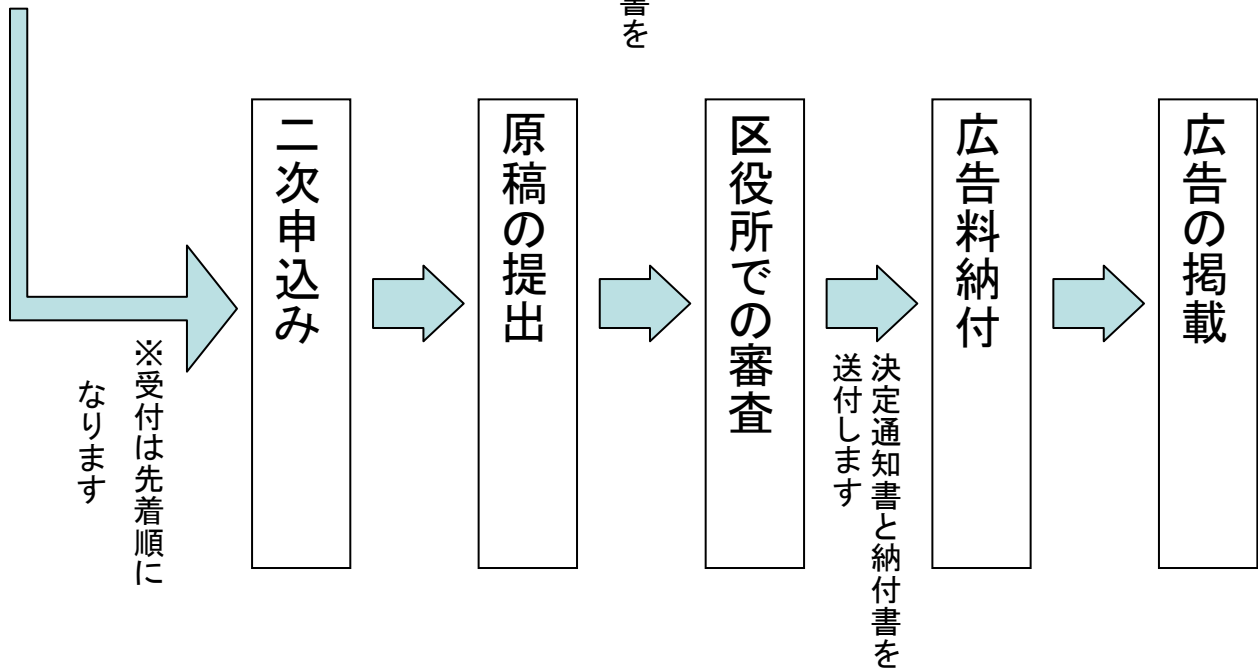 書を
※受付は先着順に
なります
二次申込み
原稿の提出
区役所での審査
決定通知書と納付書を
送付します
広告料納付
広告の掲載